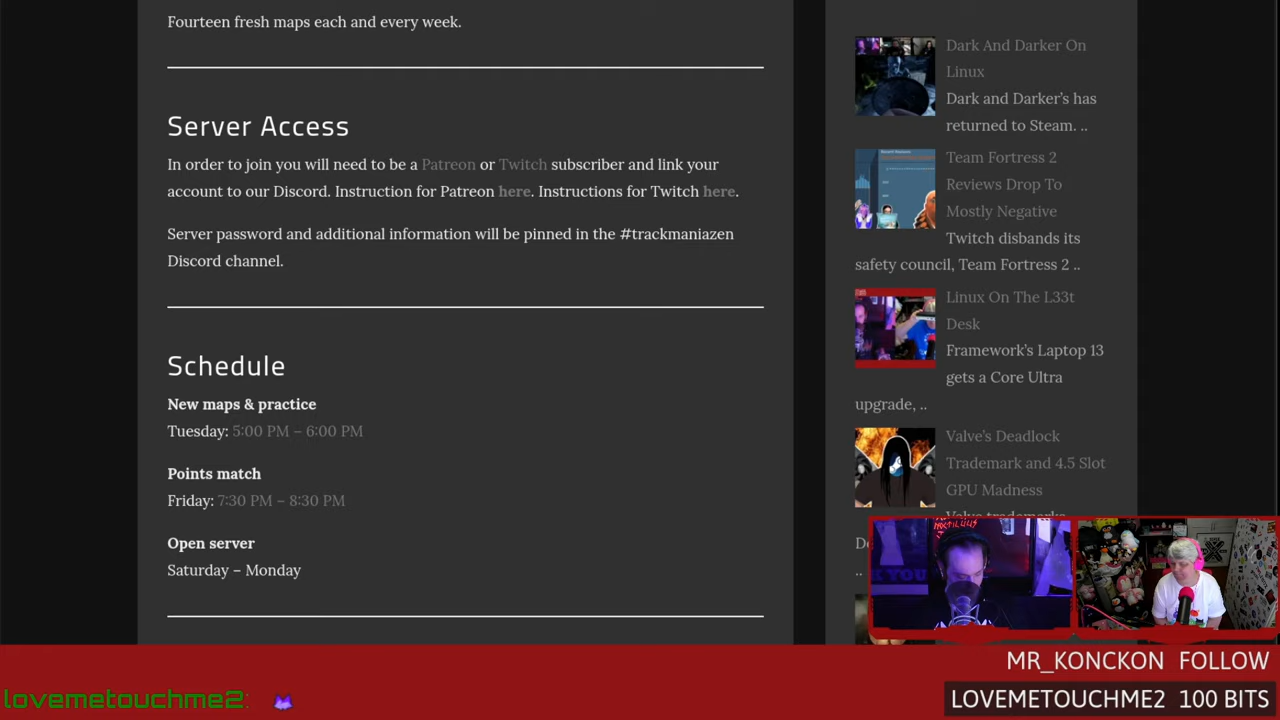 Fourteen fresh maps each and every week.
Server Access
In order to join you will need to be a Patreon or Twitch subscriber and link your
account to our Discord. Instruction for Patreon here. Instructions for Twitch here.
Server password and additional information will be pinned in the #trackmaniazen
Discord channel.
Schedule
New maps & practice
Tuesday: 5:00 PM – 6:00 PM
Points match
Friday: 7:30 PM – 8:30 PM
Open server
Saturday – Monday
Dark And Darker On
Linux
Dark and Darker's has
returned to Steam. ..
Team Fortress 2
Reviews Drop To
Mostly Negative
Twitch disbands its
safety council, Team Fortress 2 ..
Linux On The L33t
Desk
Framework's Laptop 13
gets a Core Ultra
upgrade, ..
Valve's Deadlock
Trademark and 4.5 Slot
GPU Madness
Valve trademarks
MR_KONCKON FOLLOW
lovemetouchme2:
LOVEMETOUCHME2 100 BITS